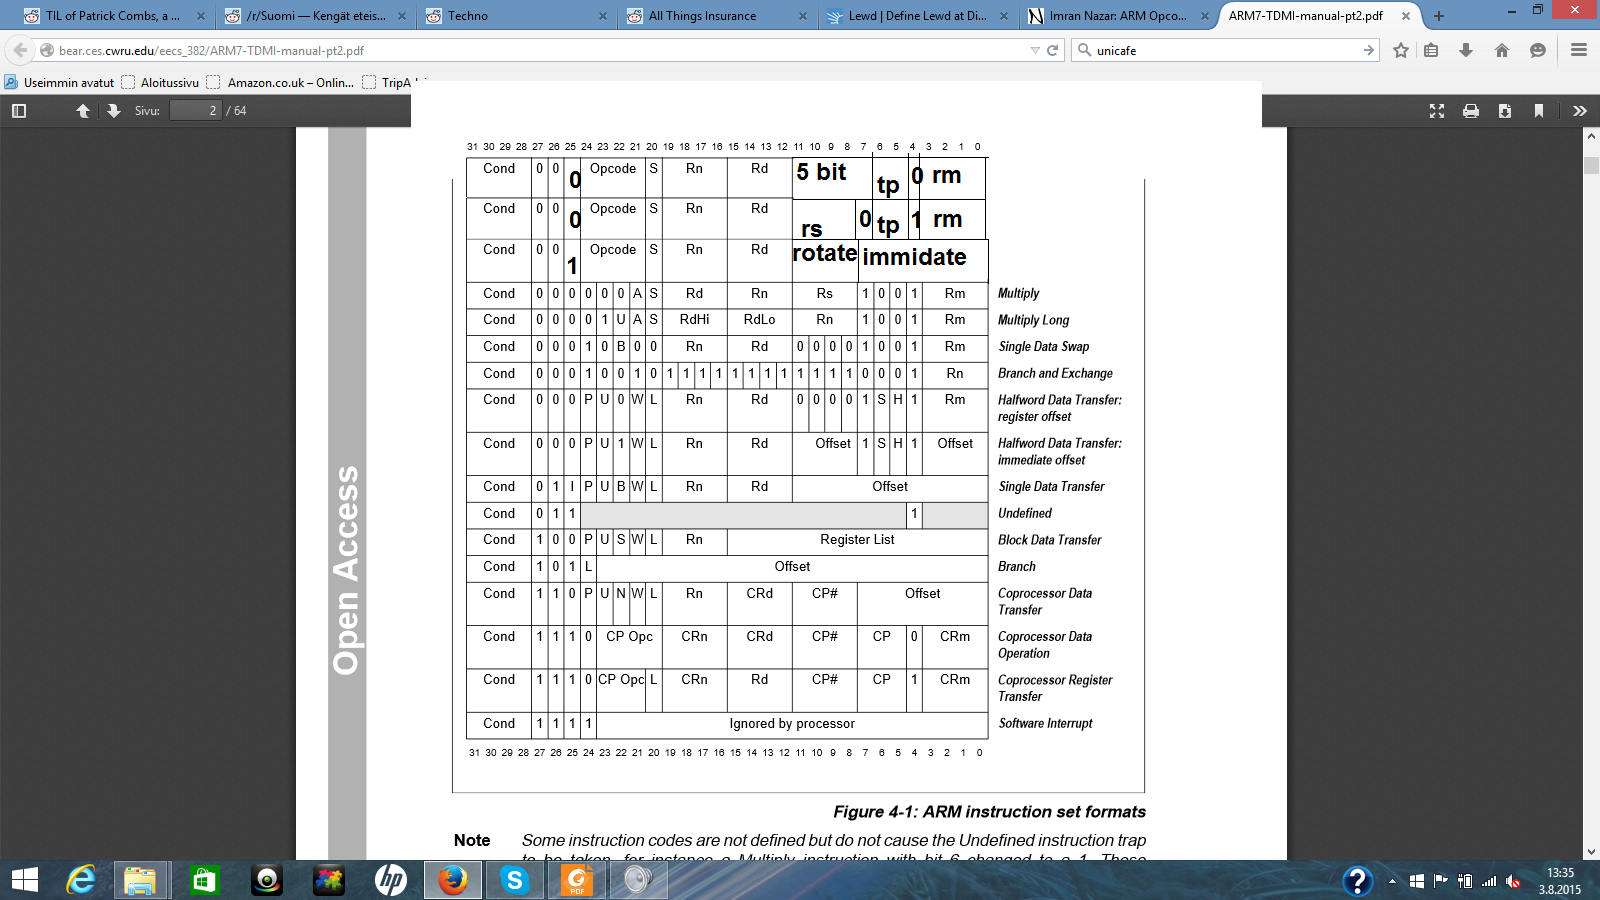 TIL of Patrick Combs, a ...
/r/Suomi — Kengät eteis...
Techno
All Things Insurance
Lewd | Define Lewd at Di...
Imran Nazar: ARM Opco...
ARM7-TDMI-manual-pt2.pdf
bear.ces.cwru.edu/eecs_382/ARM7-TDMI-manual-pt2.pdf
unicafe
Useimmin avatut
Aloitussivu
Amazon.co.uk – Onlin...
TripA
Sivu: 2 / 64
31 30 29 28 27 26 25 24 23 22 21 20 19 18 17 16 15 14 13 12 11 10 9 8 7 6 5 4 3 2 1 0
Cond 0 0 0 Opcode S Rn Rd 5 bit tp 0 rm
Cond 0 0 0 Opcode S Rn Rd rs 0 tp 1 rm
Cond 0 0 1 Opcode S Rn Rd rotate immidate
Cond 0 0 0 0 0 0 A S Rd Rn Rs 1 0 0 1 Rm Multiply
Cond 0 0 0 0 1 U A S RdHi RdLo Rn 1 0 0 1 Rm Multiply Long
Cond 0 0 0 1 0 B 0 0 Rn Rd 0 0 0 0 1 0 0 1 Rm Single Data Swap
Cond 0 0 0 1 0 0 1 0 1 1 1 1 1 1 1 1 1 1 1 1 0 0 0 1 Rn Branch and Exchange
Cond 0 0 0 P U 0 W L Rn Rd 0 0 0 0 1 S H 1 Rm Halfword Data Transfer:
register offset
Cond 0 0 0 P U 1 W L Rn Rd Offset 1 S H 1 Offset Halfword Data Transfer:
immediate offset
Cond 0 1 I P U B W L Rn Rd Offset Single Data Transfer
Cond 0 1 1 1 Undefined
Cond 1 0 0 P U S W L Rn Register List Block Data Transfer
Cond 1 0 1 L Offset Branch
Cond 1 1 0 P U N W L Rn CRd CP# Offset Coprocessor Data
Transfer
Cond 1 1 1 0 CP Opc CRn CRd CP# CP 0 CRm Coprocessor Data
Operation
Cond 1 1 1 0 CP Opc L CRn Rd CP# CP 1 CRm Coprocessor Register
Transfer
Cond 1 1 1 1 Ignored by processor Software Interrupt
31 30 29 28 27 26 25 24 23 22 21 20 19 18 17 16 15 14 13 12 11 10 9 8 7 6 5 4 3 2 1 0
Open Access
Figure 4-1: ARM instruction set formats
Note Some instruction codes are not defined but do not cause the Undefined instruction trap
to be taken, for instance a Multiply instruction with bit 6 changed to a 1. These
hp
PDF
13:35
3.8.2015